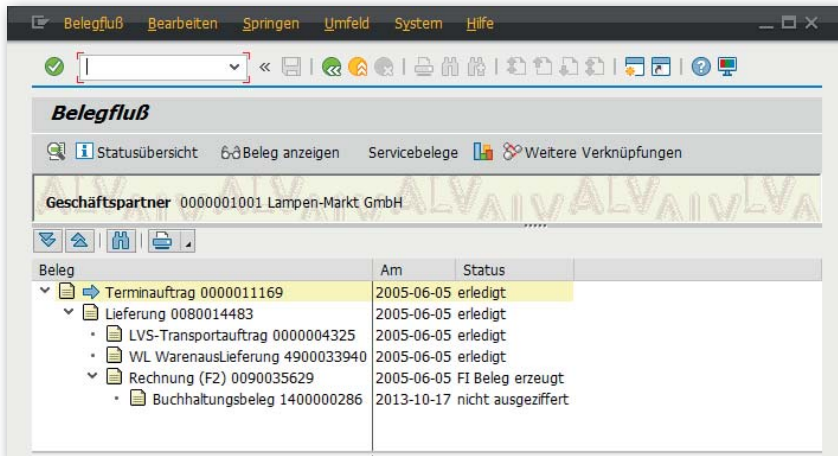 Belegfluß Bearbeiten Springen Umfeld System Hilfe
Belegfluß
Statusübersicht Beleg anzeigen Servicebelege Weitere Verknüpfungen
Geschäftspartner 0000001001 Lampen-Markt GmbH
Beleg Am Status
Terminauftrag 0000011169 2005-06-05 erledigt
Lieferung 0080014483 2005-06-05 erledigt
LVS-Transportauftrag 0000004325 2005-06-05 erledigt
WL WarenausLieferung 4900033940 2005-06-05 erledigt
Rechnung (F2) 0090035629 2005-06-05 FI Beleg erzeugt
Buchhaltungsbeleg 1400000286 2013-10-17 nicht ausgeziffert